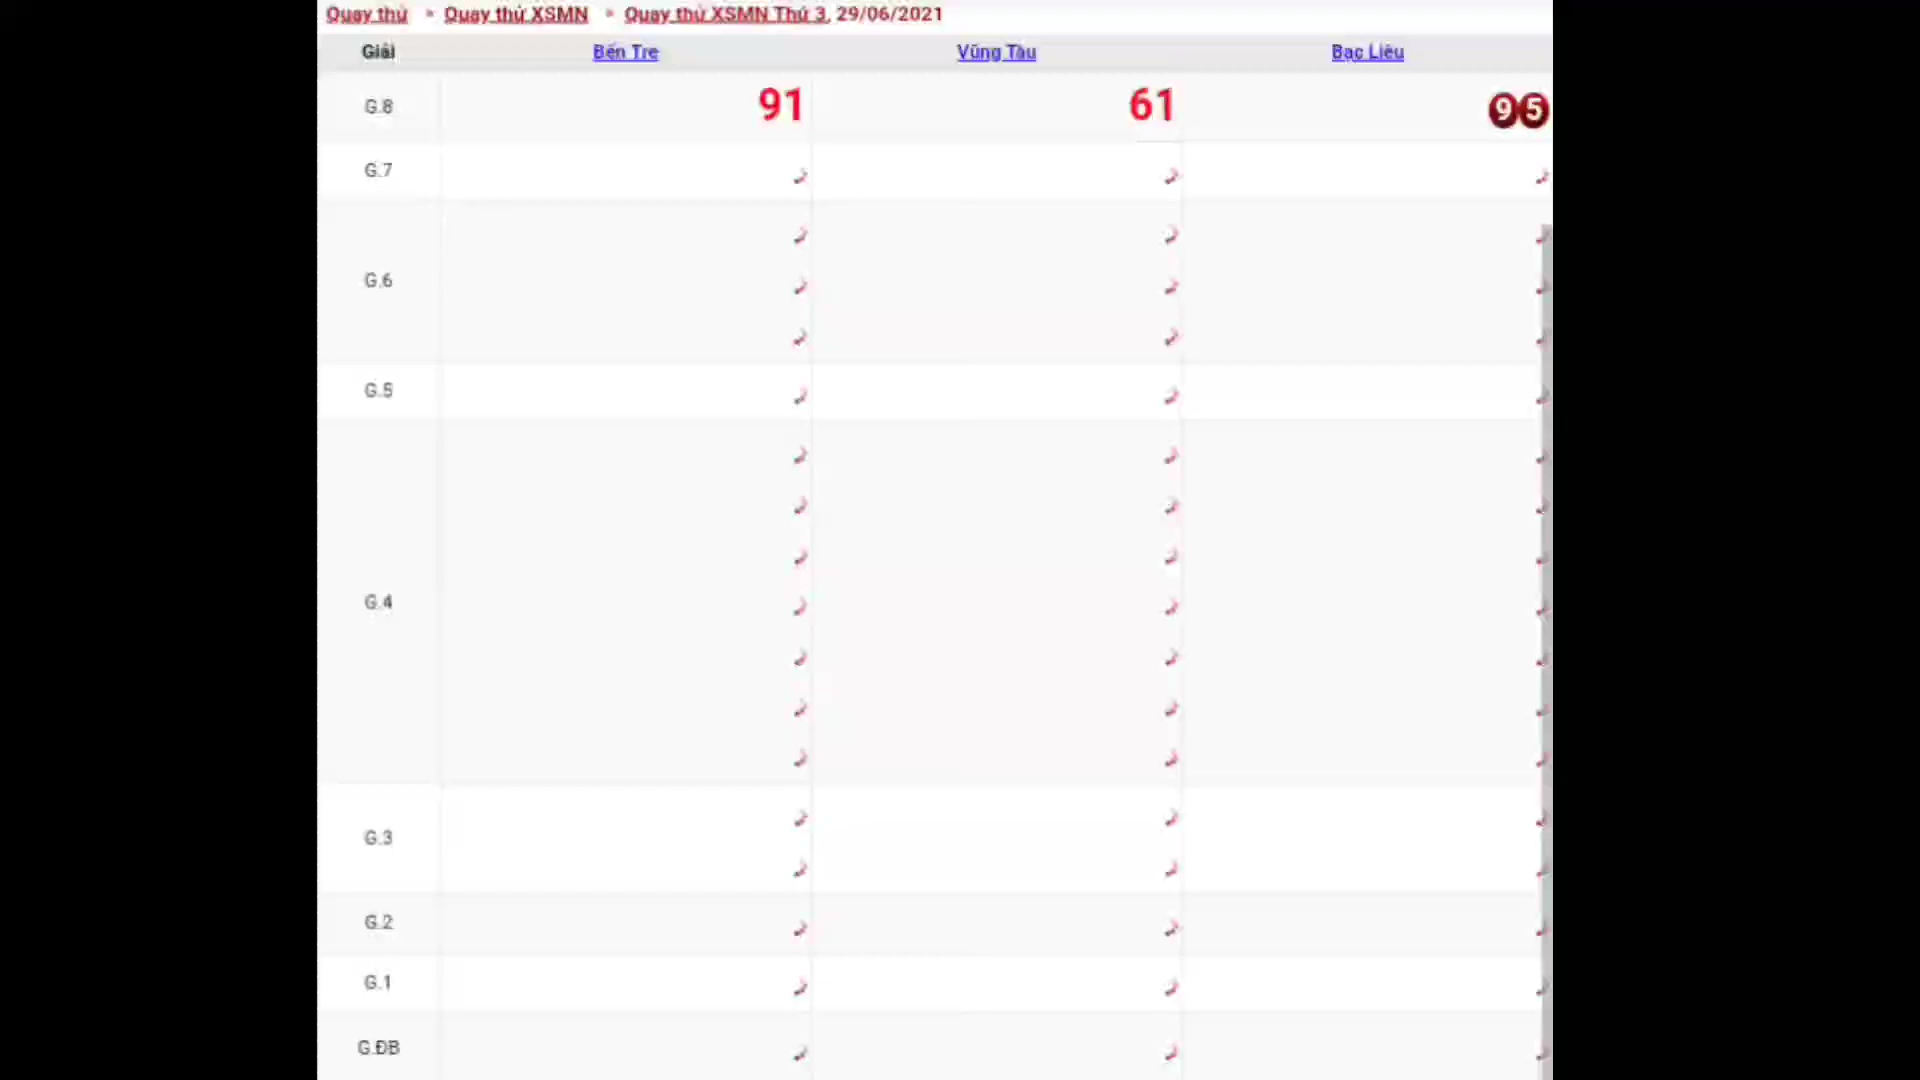 Quay thử • Quay thử XSMN • Quay thử XSMN Thứ 3, 29/06/2021
Giải Bến Tre Vũng Tàu Bạc Liêu
G.8 91 61 95
G.7
G.6
G.5
G.4
G.3
G.2
G.1
G.ĐB